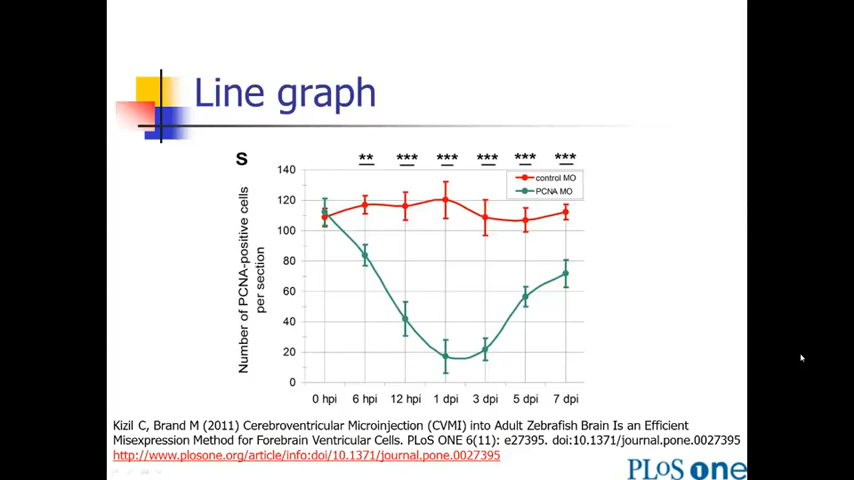 Line graph
S
** *** *** *** *** ***
140
120
100
80
60
40
20
0
Number of PCNA-positive cells
per section
control MO
PCNA MO
0 hpi 6 hpi 12 hpi 1 dpi 3 dpi 5 dpi 7 dpi
Kizil C, Brand M (2011) Cerebroventricular Microinjection (CVMI) into Adult Zebrafish Brain Is an Efficient
Misexpression Method for Forebrain Ventricular Cells. PLoS ONE 6(11): e27395. doi:10.1371/journal.pone.0027395
http://www.plosone.org/article/info:doi/10.1371/journal.pone.0027395
PLoS one